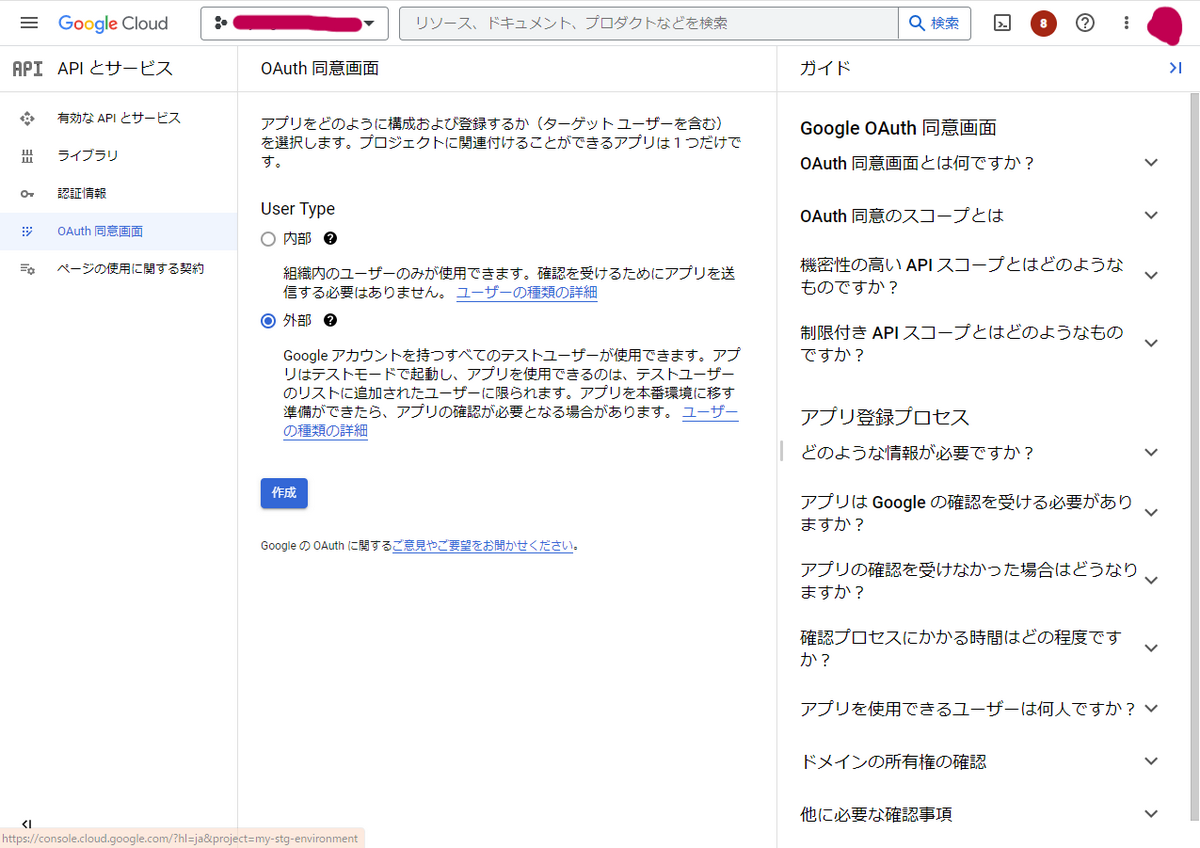 Google Cloud
リソース、ドキュメント、プロダクトなどを検索
検索
8
API API とサービス
有効な API とサービス
ライブラリ
認証情報
OAuth 同意画面
ページの使用に関する契約
OAuth 同意画面
アプリをどのように構成および登録するか（ターゲット ユーザーを含む）
を選択します。プロジェクトに関連付けることができるアプリは 1 つだけで
す。
User Type
内部
組織内のユーザーのみが使用できます。確認を受けるためにアプリを送
信する必要はありません。 ユーザーの種類の詳細
外部
Google アカウントを持つすべてのテストユーザーが使用できます。アプ
リはテストモードで起動し、アプリを使用できるのは、テストユーザー
のリストに追加されたユーザーに限られます。アプリを本番環境に移す
準備ができたら、アプリの確認が必要となる場合があります。 ユーザー
の種類の詳細
作成
Google の OAuth に関するご意見やご要望をお聞かせください。
ガイド
Google OAuth 同意画面
OAuth 同意画面とは何ですか？
OAuth 同意のスコープとは
機密性の高い API スコープとはどのような
ものですか？
制限付き API スコープとはどのようなもの
ですか？
アプリ登録プロセス
どのような情報が必要ですか？
アプリは Google の確認を受ける必要があり
ますか？
アプリの確認を受けなかった場合はどうなり
ますか？
確認プロセスにかかる時間はどの程度です
か？
アプリを使用できるユーザーは何人ですか？
ドメインの所有権の確認
他に必要な確認事項
https://console.cloud.google.com/?hl=ja&project=my-stg-environment